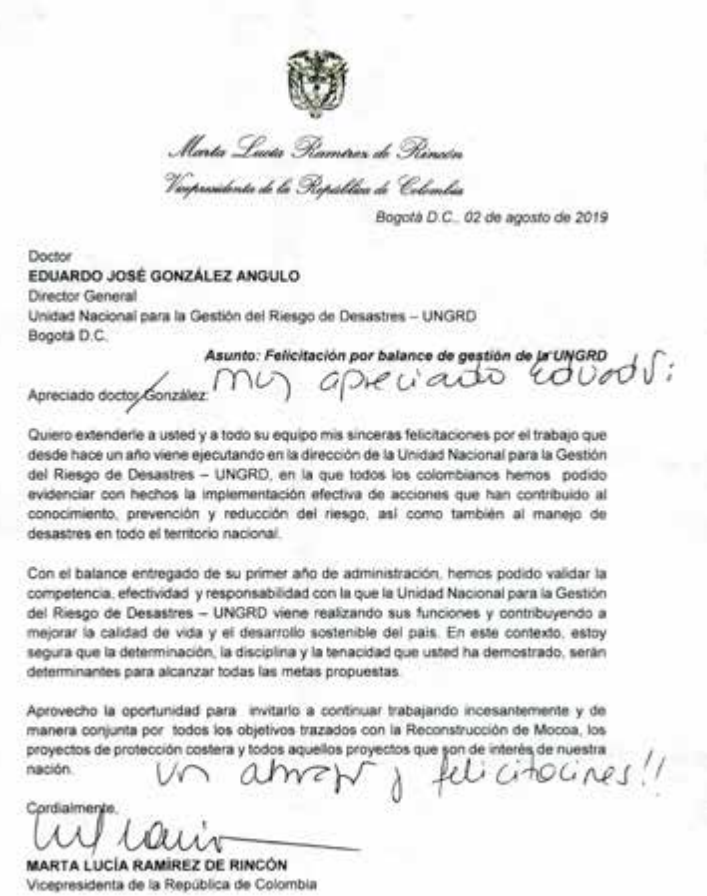 Marta Lucía Ramírez de Rincón
Vicepresidenta de la República de Colombia
Bogotá D.C., 02 de agosto de 2019
Doctor
EDUARDO JOSÉ GONZÁLEZ ANGULO
Director General
Unidad Nacional para la Gestión del Riesgo de Desastres – UNGRD
Bogotá D.C.
Asunto: Felicitación por balance de gestión de la UNGRD
Apreciado doctor González: muy apreciado Eduardo:
Quiero extenderle a usted y a todo su equipo mis sinceras felicitaciones por el trabajo que
desde hace un año viene ejecutando en la dirección de la Unidad Nacional para la Gestión
del Riesgo de Desastres – UNGRD, en la que todos los colombianos hemos podido
evidenciar con hechos la implementación efectiva de acciones que han contribuido al
conocimiento, prevención y reducción del riesgo, así como también al manejo de
desastres en todo el territorio nacional.
Con el balance entregado de su primer año de administración, hemos podido validar la
competencia, efectividad y responsabilidad con la que la Unidad Nacional para la Gestión
del Riesgo de Desastres – UNGRD viene realizando sus funciones y contribuyendo a
mejorar la calidad de vida y el desarrollo sostenible del país. En este contexto, estoy
segura que la determinación, la disciplina y la tenacidad que usted ha demostrado, serán
determinantes para alcanzar todas las metas propuestas.
Aprovecho la oportunidad para invitarlo a continuar trabajando incesantemente y de
manera conjunta por todos los objetivos trazados con la Reconstrucción de Mocoa, los
proyectos de protección costera y todos aquellos proyectos que son de interés de nuestra
nación.
Un abrazo y felicitaciones!!
Cordialmente,
MARTA LUCÍA RAMÍREZ DE RINCÓN
Vicepresidenta de la República de Colombia